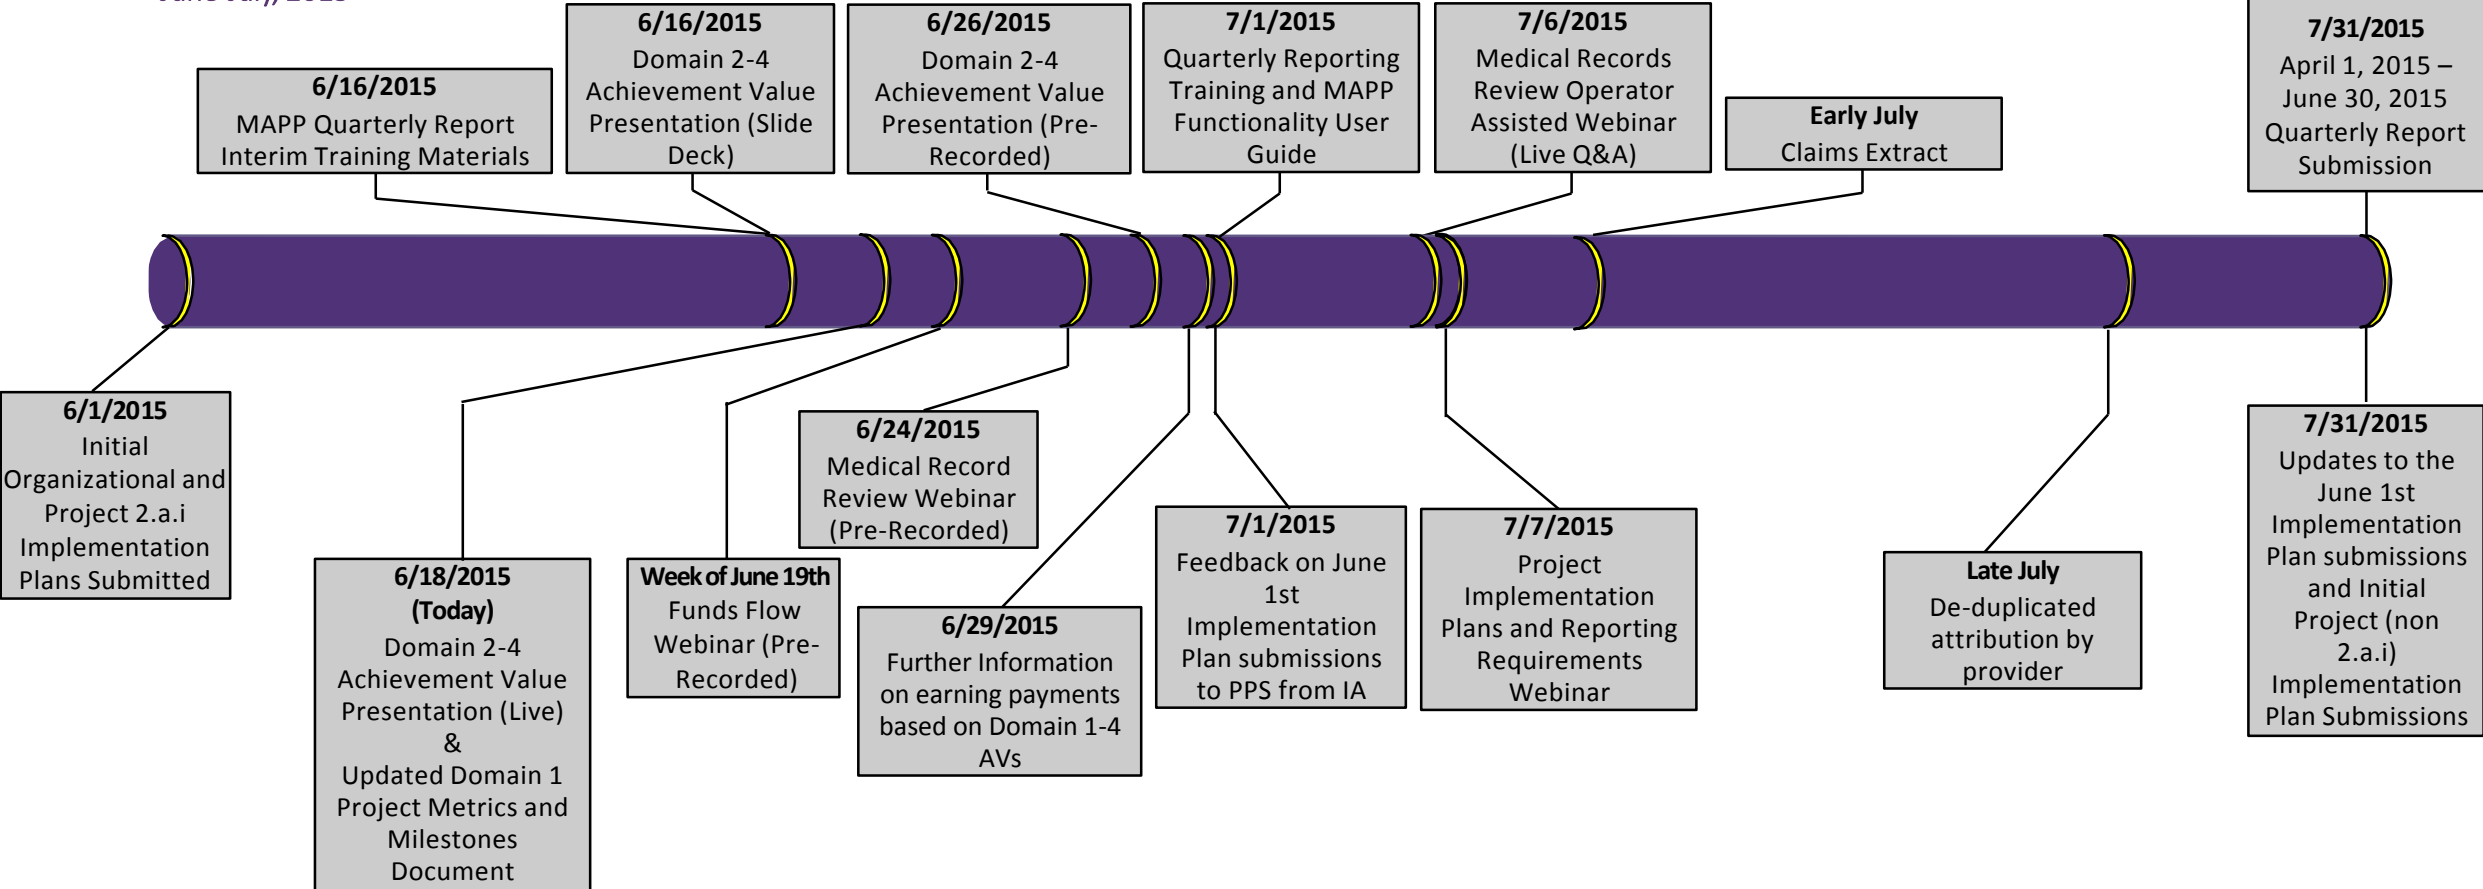 6/16/2015
MAPP Quarterly Report
Interim Training Materials
6/16/2015
Domain 2-4
Achievement Value
Presentation (Slide
Deck)
6/26/2015
Domain 2-4
Achievement Value
Presentation (Pre-
Recorded)
7/1/2015
Quarterly Reporting
Training and MAPP
Functionality User
Guide
7/6/2015
Medical Records
Review Operator
Assisted Webinar
(Live Q&A)
Early July
Claims Extract
7/31/2015
April 1, 2015 –
June 30, 2015
Quarterly Report
Submission
6/1/2015
Initial
Organizational and
Project 2.a.i
Implementation
Plans Submitted
6/18/2015
(Today)
Domain 2-4
Achievement Value
Presentation (Live)
&
Updated Domain 1
Project Metrics and
Milestones
Document
Week of June 19th
Funds Flow
Webinar (Pre-
Recorded)
6/24/2015
Medical Record
Review Webinar
(Pre-Recorded)
6/29/2015
Further Information
on earning payments
based on Domain 1-4
AVs
7/1/2015
Feedback on June
1st
Implementation
Plan submissions
to PPS from IA
7/7/2015
Project
Implementation
Plans and Reporting
Requirements
Webinar
Late July
De-duplicated
attribution by
provider
7/31/2015
Updates to the
June 1st
Implementation
Plan submissions
and Initial
Project (non
2.a.i)
Implementation
Plan Submissions